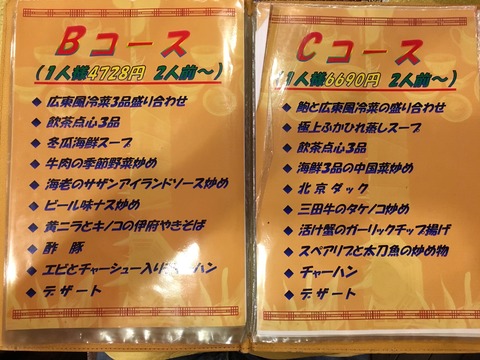 Bコース
(1人様4728円 2人前~)
◆ 広東風冷菜3品盛り合わせ
◆ 飲茶点心3品
◆ 冬瓜海鮮スープ
◆ 牛肉の季節野菜炒め
◆ 海老のサザンアイランドソース炒め
◆ ビール味ナス炒め
◆ 黄ニラとキノコの伊府やきそば
◆ 酢 豚
◆ エビとチャーシュー入り ハン
◆ デザート
Cコース
(1人様6690円 2人前~)
◆ 鮑と広東風冷菜の盛り合わせ
◆ 極上ふかひれ蒸しスープ
◆ 飲茶点心3品
◆ 海鮮3品の中国菜炒め
◆ 北京ダック
◆ 三田牛のタケノコ炒め
◆ 活け蟹のガーリックチップ揚げ
◆ スペアリブと太刀魚の炒め物
◆ チャーハン
◆ デザート